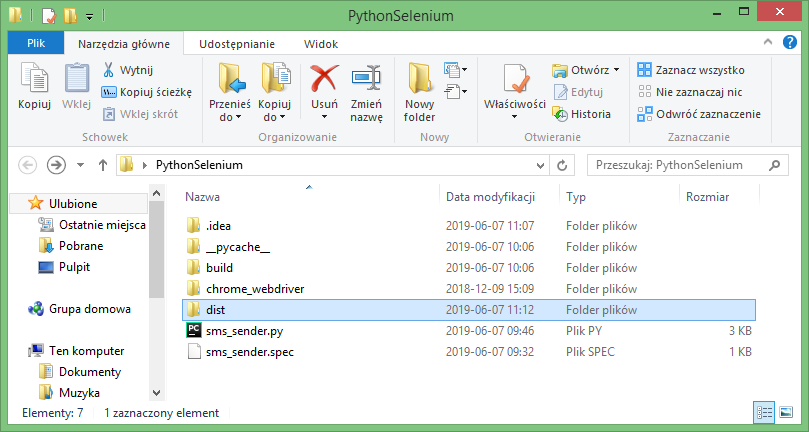 PythonSelenium
Plik Narzędzia główne Udostępnianie Widok
Kopiuj
Wklej
Wytnij
Kopiuj ścieżkę
Wklej skrót
Schowek
Przenieś do
Kopiuj do
Usuń
Zmień nazwę
Organizowanie
Nowy folder
Nowy
Właściwości
Otwórz
Edytuj
Historia
Otwieranie
Zaznacz wszystko
Nie zaznaczaj nic
Odwróć zaznaczenie
Zaznaczanie
PythonSelenium
Przeszukaj: PythonSelenium
Ulubione
Ostatnie miejsca
Pobrane
Pulpit
Grupa domowa
Ten komputer
Dokumenty
Muzyka
Nazwa Data modyfikacji Typ Rozmiar
.idea 2019-06-07 11:07 Folder plików
__pycache__ 2019-06-07 10:06 Folder plików
build 2019-06-07 10:06 Folder plików
chrome_webdriver 2018-12-09 15:09 Folder plików
dist 2019-06-07 11:12 Folder plików
sms_sender.py 2019-06-07 09:46 Plik PY 3 KB
sms_sender.spec 2019-06-07 09:32 Plik SPEC 1 KB
Elementy: 7 1 zaznaczony element